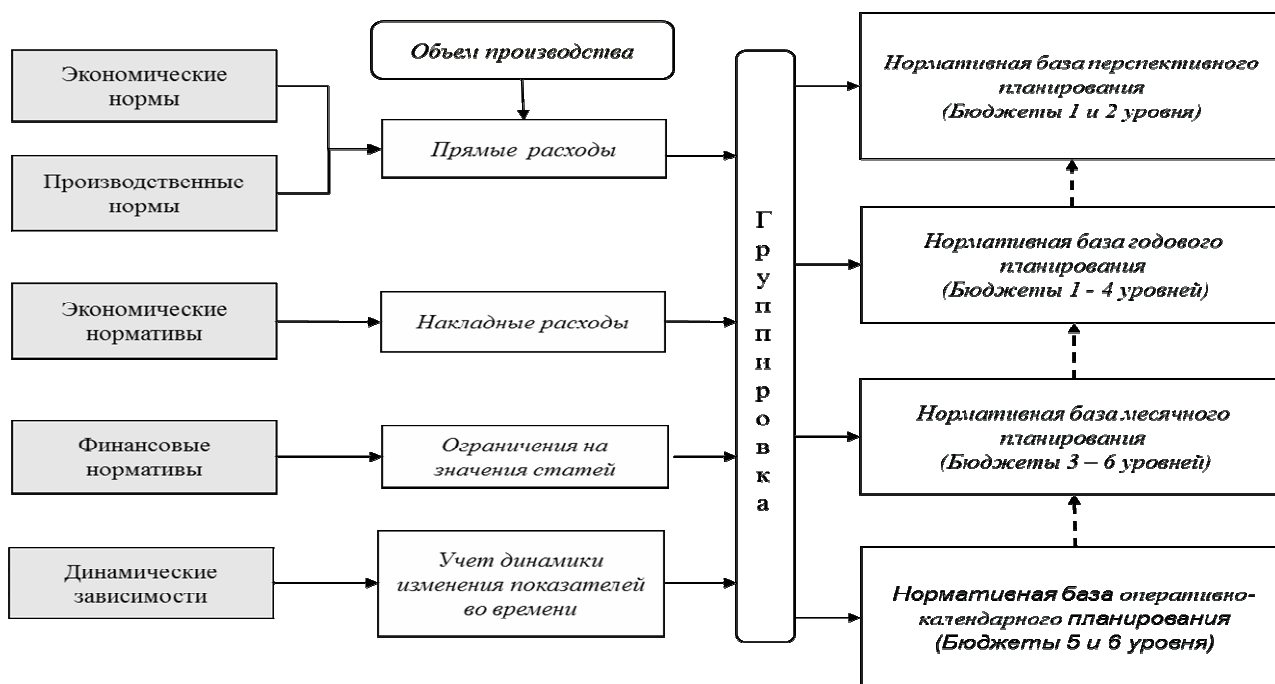 Экономические
нормы
Производственные
нормы
Экономические
нормативы
Финансовые
нормативы
Динамические
зависимости
Объем производства
Прямые расходы
Накладные расходы
Ограничения на
значения статей
Учет динамики
изменения показателей
во времени
Группировка
Нормативная база перспективного
планирования
(Бюджеты 1 и 2 уровня)
Нормативная база годового
планирования
(Бюджеты 1 - 4 уровней)
Нормативная база месячного
планирования
(Бюджеты 3 – 6 уровней)
Нормативная база оперативно-
календарного планирования
(Бюджеты 5 и 6 уровня)